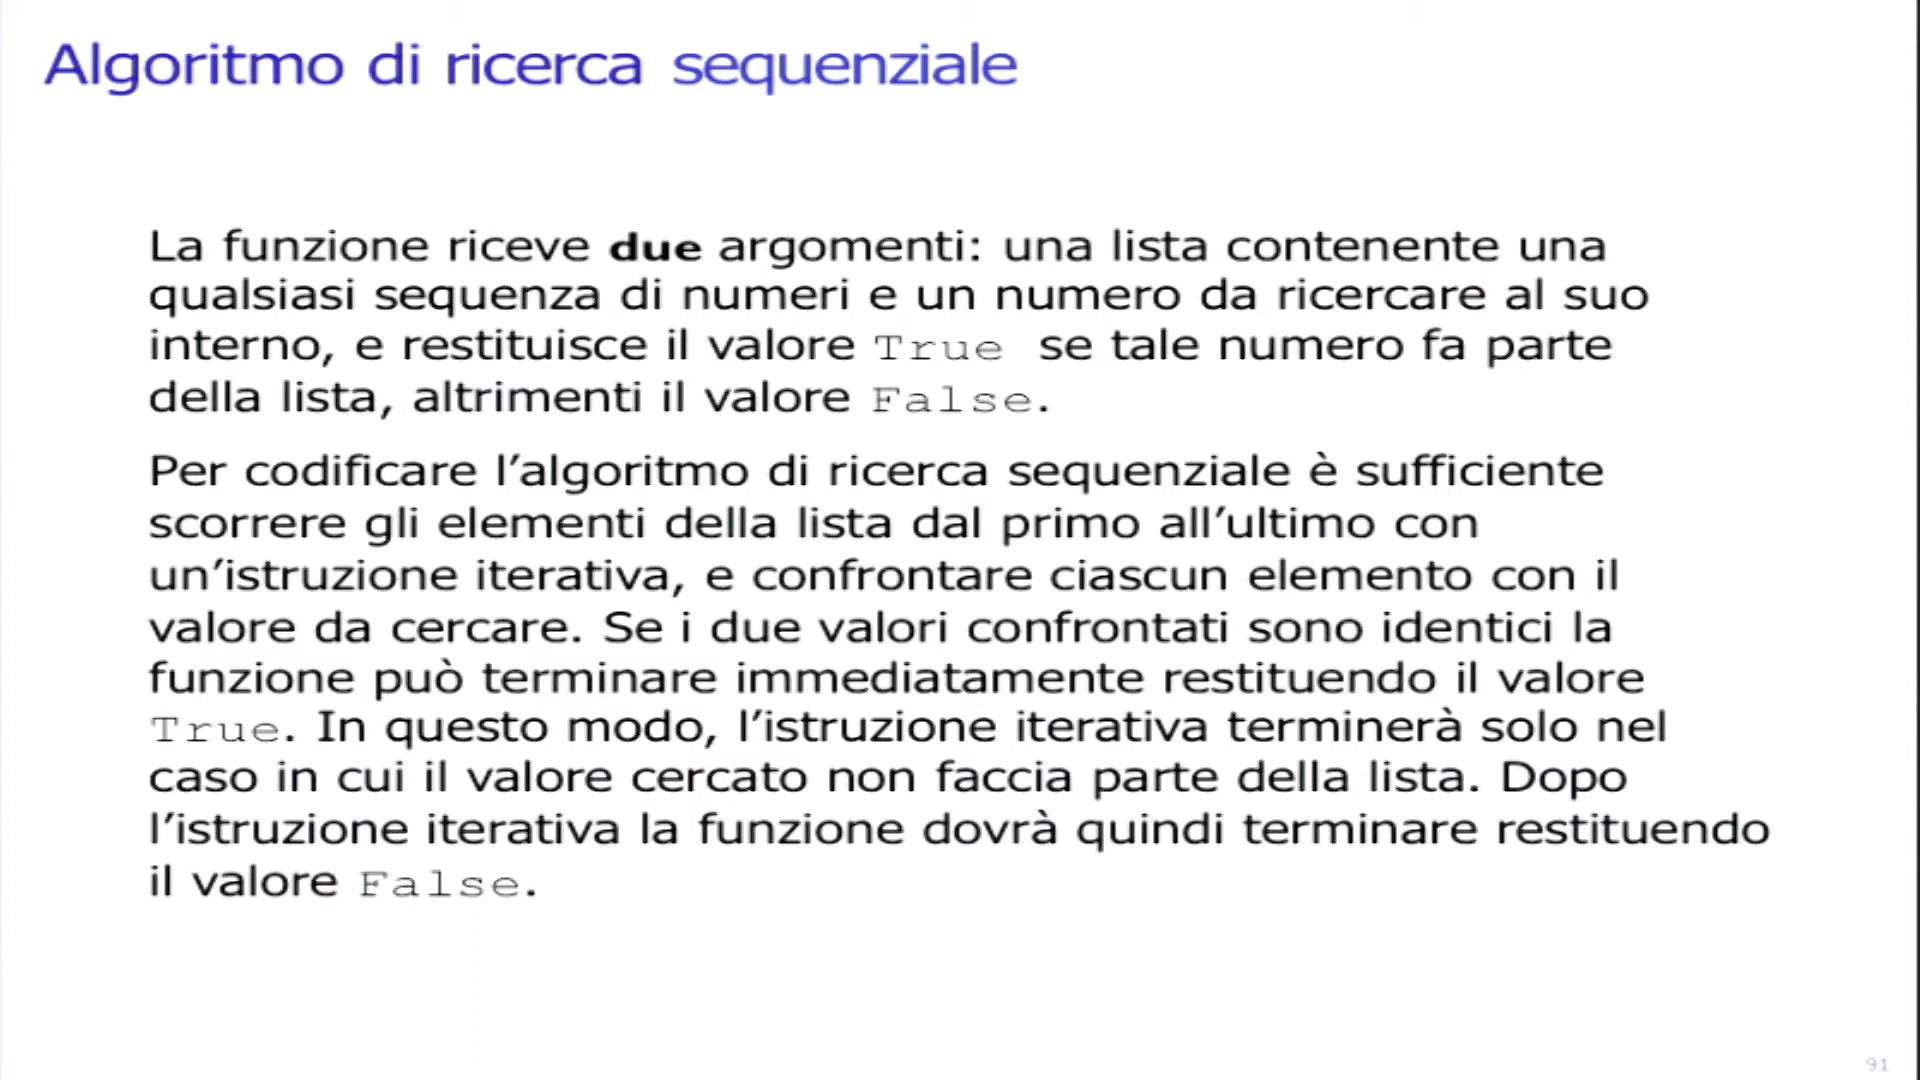 Algoritmo di ricerca sequenziale
La funzione riceve due argomenti: una lista contenente una
qualsiasi sequenza di numeri e un numero da ricercare al suo
interno, e restituisce il valore True se tale numero fa parte
della lista, altrimenti il valore False.
Per codificare l’algoritmo di ricerca sequenziale è sufficiente
scorrere gli elementi della lista dal primo all’ultimo con
un’istruzione iterativa, e confrontare ciascun elemento con il
valore da cercare. Se i due valori confrontati sono identici la
funzione può terminare immediatamente restituendo il valore
True. In questo modo, l’istruzione iterativa terminerà solo nel
caso in cui il valore cercato non faccia parte della lista. Dopo
l’istruzione iterativa la funzione dovrà quindi terminare restituendo
il valore False.
91